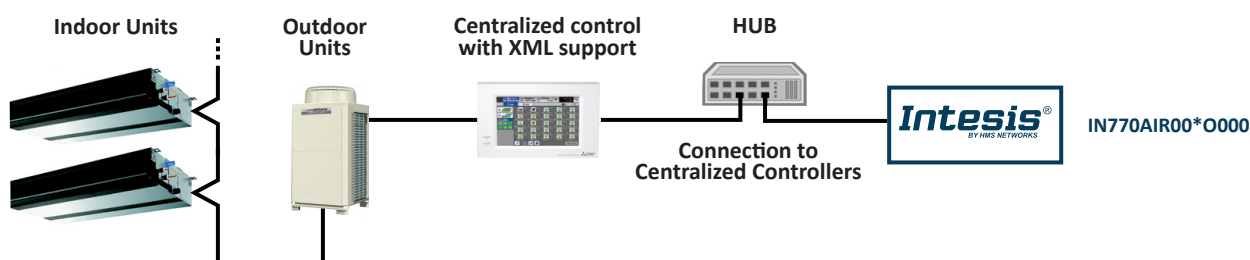 Indoor Units
Outdoor
Units
Centralized control
with XML support
HUB
Intesis®
BY HMS NETWORKS
IN770AIR00*O000
Connection to
Centralized Controllers